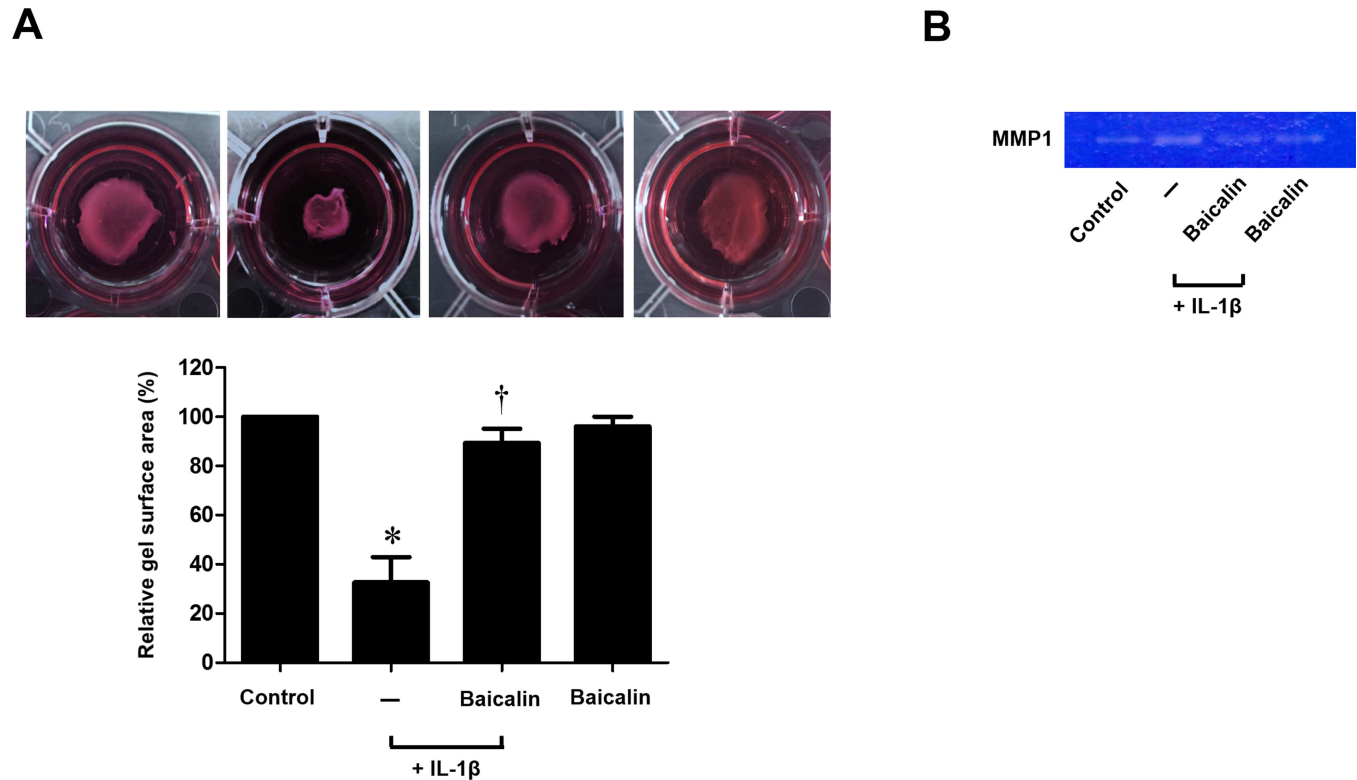 A
B
MMP1
Control
—
Baicalin
Baicalin
+ IL-1β
Relative gel surface area (%)
120
100
80
60
40
20
0
*
†
Control
—
Baicalin
Baicalin
+ IL-1β